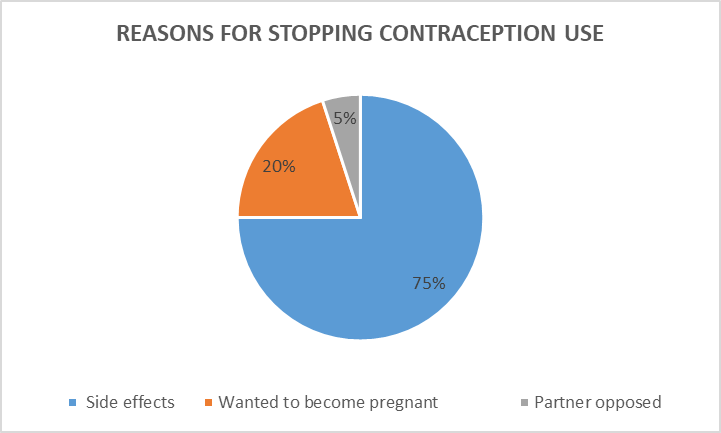 REASONS FOR STOPPING CONTRACEPTION USE
5%
20%
75%
Side effects Wanted to become pregnant Partner opposed